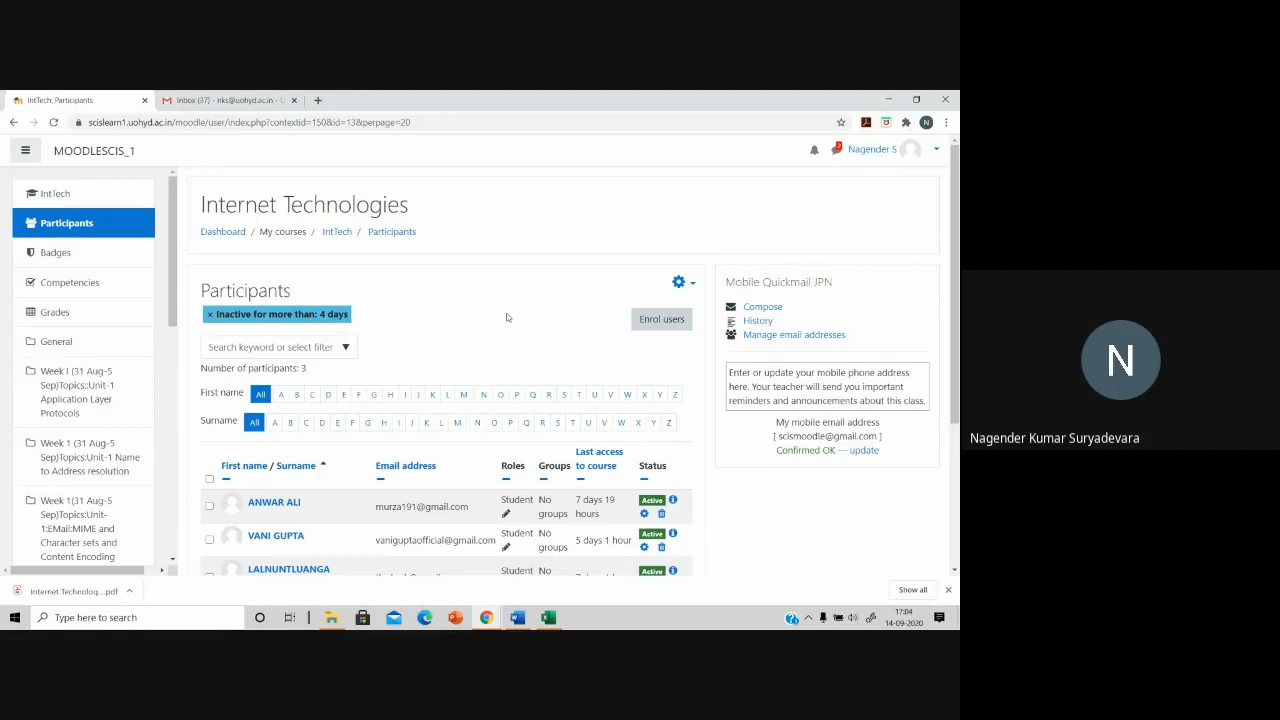 IntTech: Participants
Inbox (37) - nks@uohyd.ac.in -
scislearn1.uohyd.ac.in/moodle/user/index.php?contextid=150&id=13&perpage=20
MOODLESCIS_1
Nagender S
IntTech
Participants
Badges
Competencies
Grades
General
Week I (31 Aug-5
Sep)Topics::Unit-1
Application Layer
Protocols
Week 1 (31 Aug-5
Sep)Topics:Unit-1 Name
to Address resolution
Week 1(31 Aug-5
Sep)Topics:Unit-
1:EMail:MIME and
Character sets and
Content Encoding
Internet Technologies
Dashboard / My courses / IntTech / Participants
Participants
× Inactive for more than: 4 days
Enrol users
Search keyword or select filter ▼
Number of participants: 3
First name All A B C D E F G H I J K L M N O P Q R S T U V W X Y Z
Surname All A B C D E F G H I J K L M N O P Q R S T U V W X Y Z
First name / Surname Email address Roles Groups Last access to course Status
ANWAR ALI murza191@gmail.com Student No groups 7 days 19 hours Active
VANI GUPTA vaniguptaofficial@gmail.com Student No groups 5 days 1 hour Active
LALNUNTLUANGA Student No Active
Mobile Quickmail JPN
Compose
History
Manage email addresses
Enter or update your mobile phone address
here. Your teacher will send you important
reminders and announcements about this class.
My mobile email address
[ scismoodle@gmail.com ]
Confirmed OK — update
Internet Technolog....pdf
Show all
Type here to search
17:04
14-09-2020
N
Nagender Kumar Suryadevara